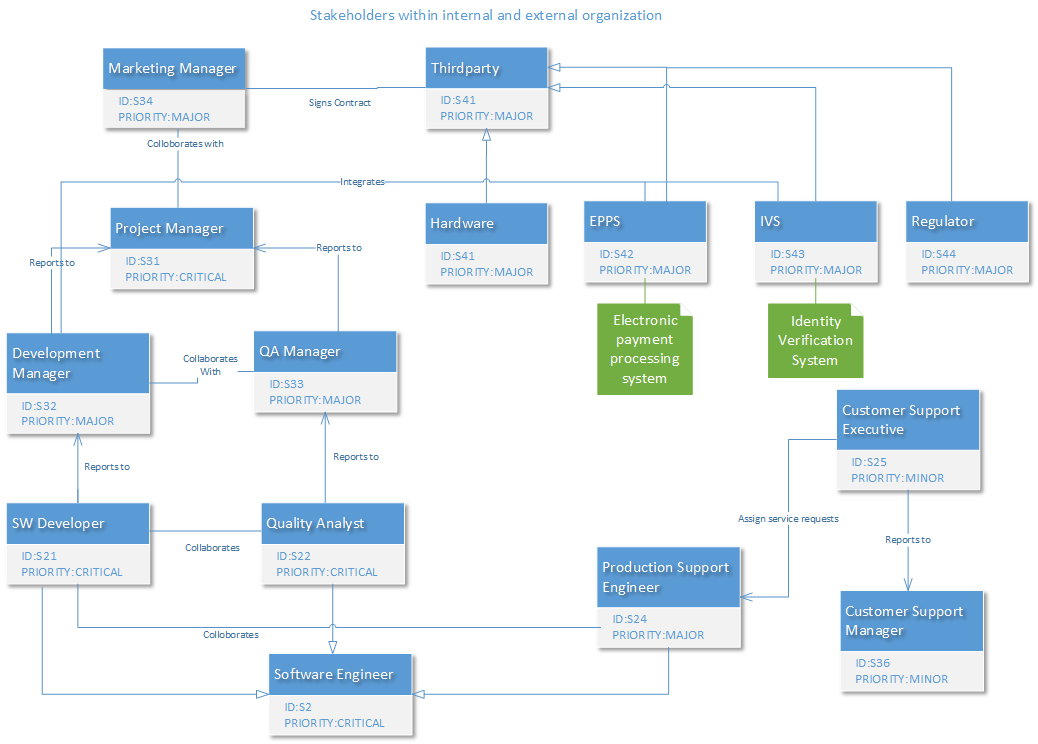 Stakeholders within internal and external organization
Marketing Manager
ID:S34
PRIORITY:MAJOR
Thirdparty
ID:S41
PRIORITY:MAJOR
Signs Contract
Colloborates with
Integrates
Project Manager
ID:S31
PRIORITY:CRITICAL
Hardware
ID:S41
PRIORITY:MAJOR
EPPS
ID:S42
PRIORITY:MAJOR
IVS
ID:S43
PRIORITY:MAJOR
Regulator
ID:S44
PRIORITY:MAJOR
Reports to
Reports to
Electronic
payment
processing
system
Identity
Verification
System
Development
Manager
ID:S32
PRIORITY:MAJOR
Collaborates
With
QA Manager
ID:S33
PRIORITY:MAJOR
Customer Support
Executive
ID:S25
PRIORITY:MINOR
Reports to
Reports to
SW Developer
ID:S21
PRIORITY:CRITICAL
Collaborates
Quality Analyst
ID:S22
PRIORITY:CRITICAL
Assign service requests
Reports to
Production Support
Engineer
ID:S24
PRIORITY:MAJOR
Customer Support
Manager
ID:S36
PRIORITY:MINOR
Colloborates
Software Engineer
ID:S2
PRIORITY:CRITICAL